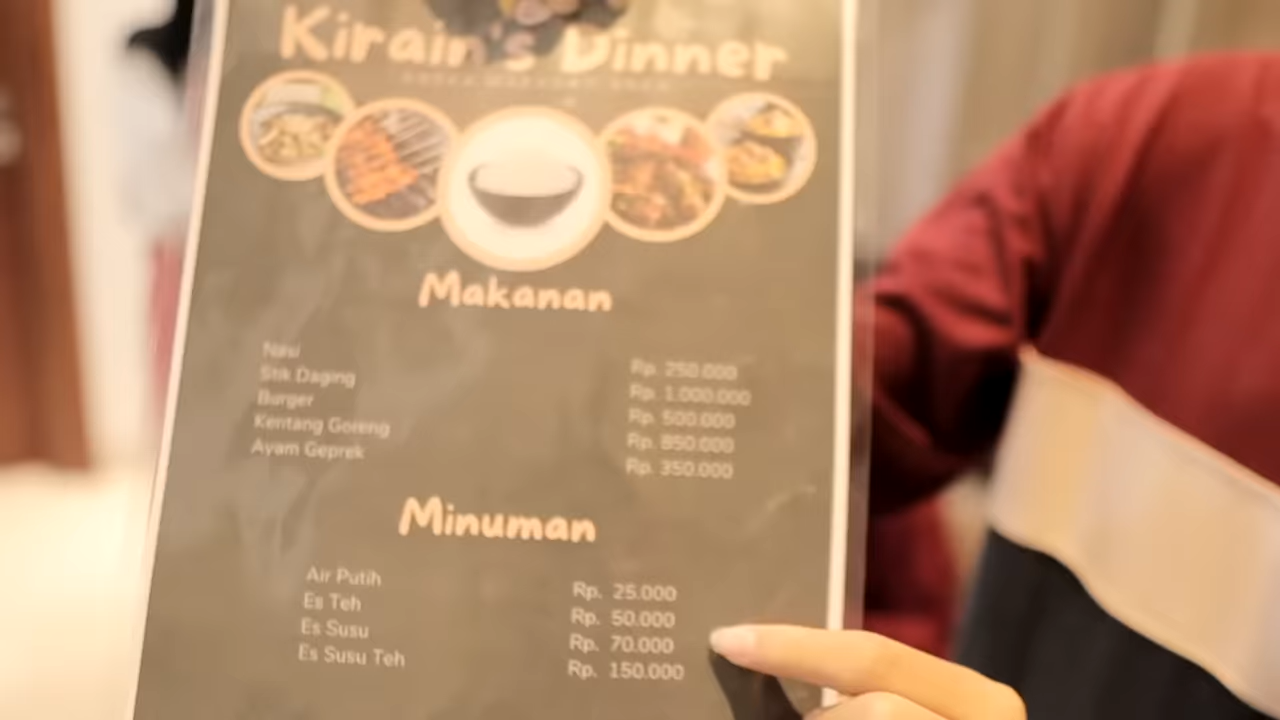 Kirain's Dinner
Makanan
Nasi Rp. 250.000
Stik Daging Rp. 1.000.000
Burger Rp. 500.000
Kentang Goreng Rp. 850.000
Ayam Geprek Rp. 350.000
Minuman
Air Putih Rp. 25.000
Es Teh Rp. 50.000
Es Susu Rp. 70.000
Es Susu Teh Rp. 150.000